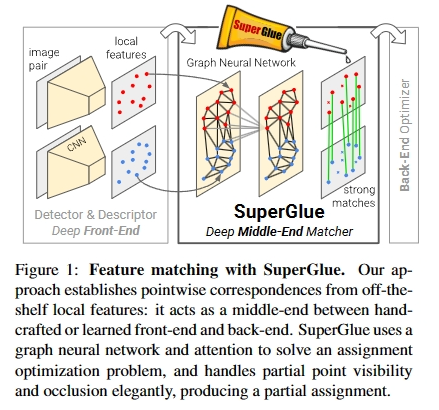 image
pair
local
features
SuperGlue
Graph Neural Network
CNN
Detector & Descriptor
Deep Front-End
SuperGlue
Deep Middle-End Matcher
strong
matches
Back-End Optimizer
Figure 1: Feature matching with SuperGlue. Our ap-
proach establishes pointwise correspondences from off-the-
shelf local features: it acts as a middle-end between hand-
crafted or learned front-end and back-end. SuperGlue uses a
graph neural network and attention to solve an assignment
optimization problem, and handles partial point visibility
and occlusion elegantly, producing a partial assignment.